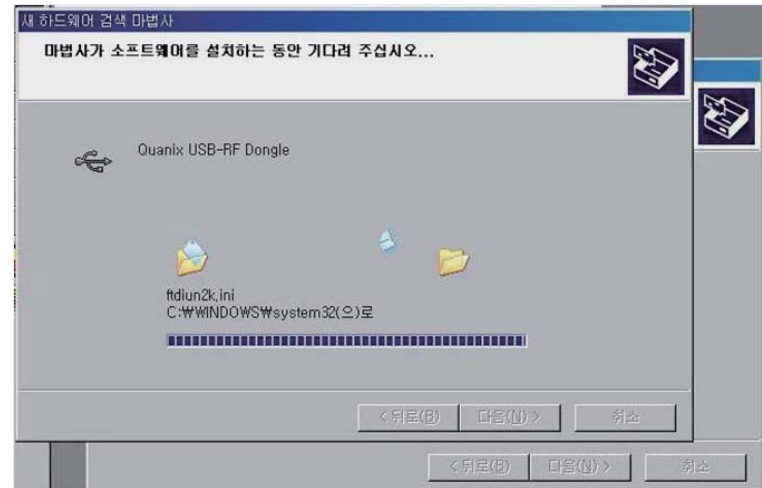 새 하드웨어 검색 마법사
마법사가 소프트웨어를 설치하는 동안 기다려 주십시오...
Quanix USB-RF Dongle
ftdiun2k.ini
C:₩WINDOWS₩system32(으)로
< 뒤로(B)
다음(N) >
취소
< 뒤로(B)
다음(N) >
취소